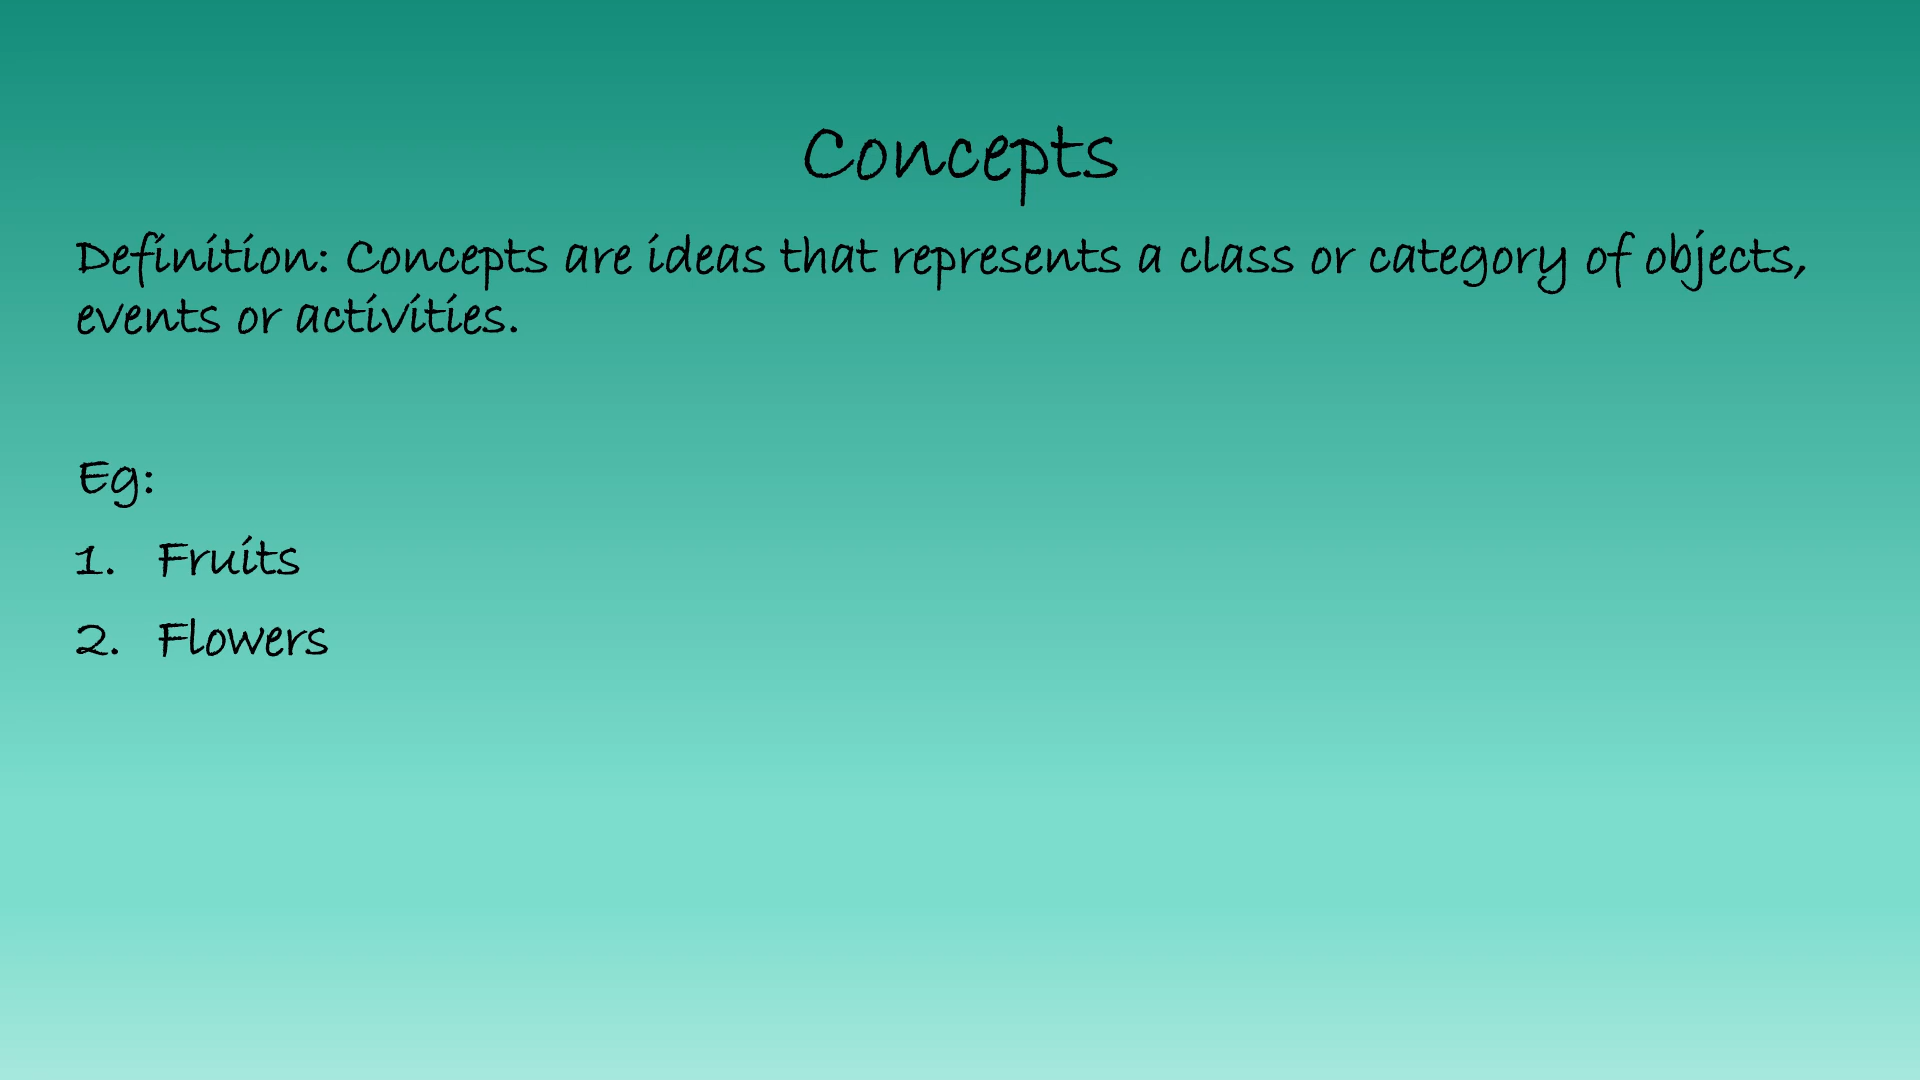 Concepts
Definition: Concepts are ideas that represents a class or category of objects,
events or activities.
Eg:
1. Fruits
2. Flowers